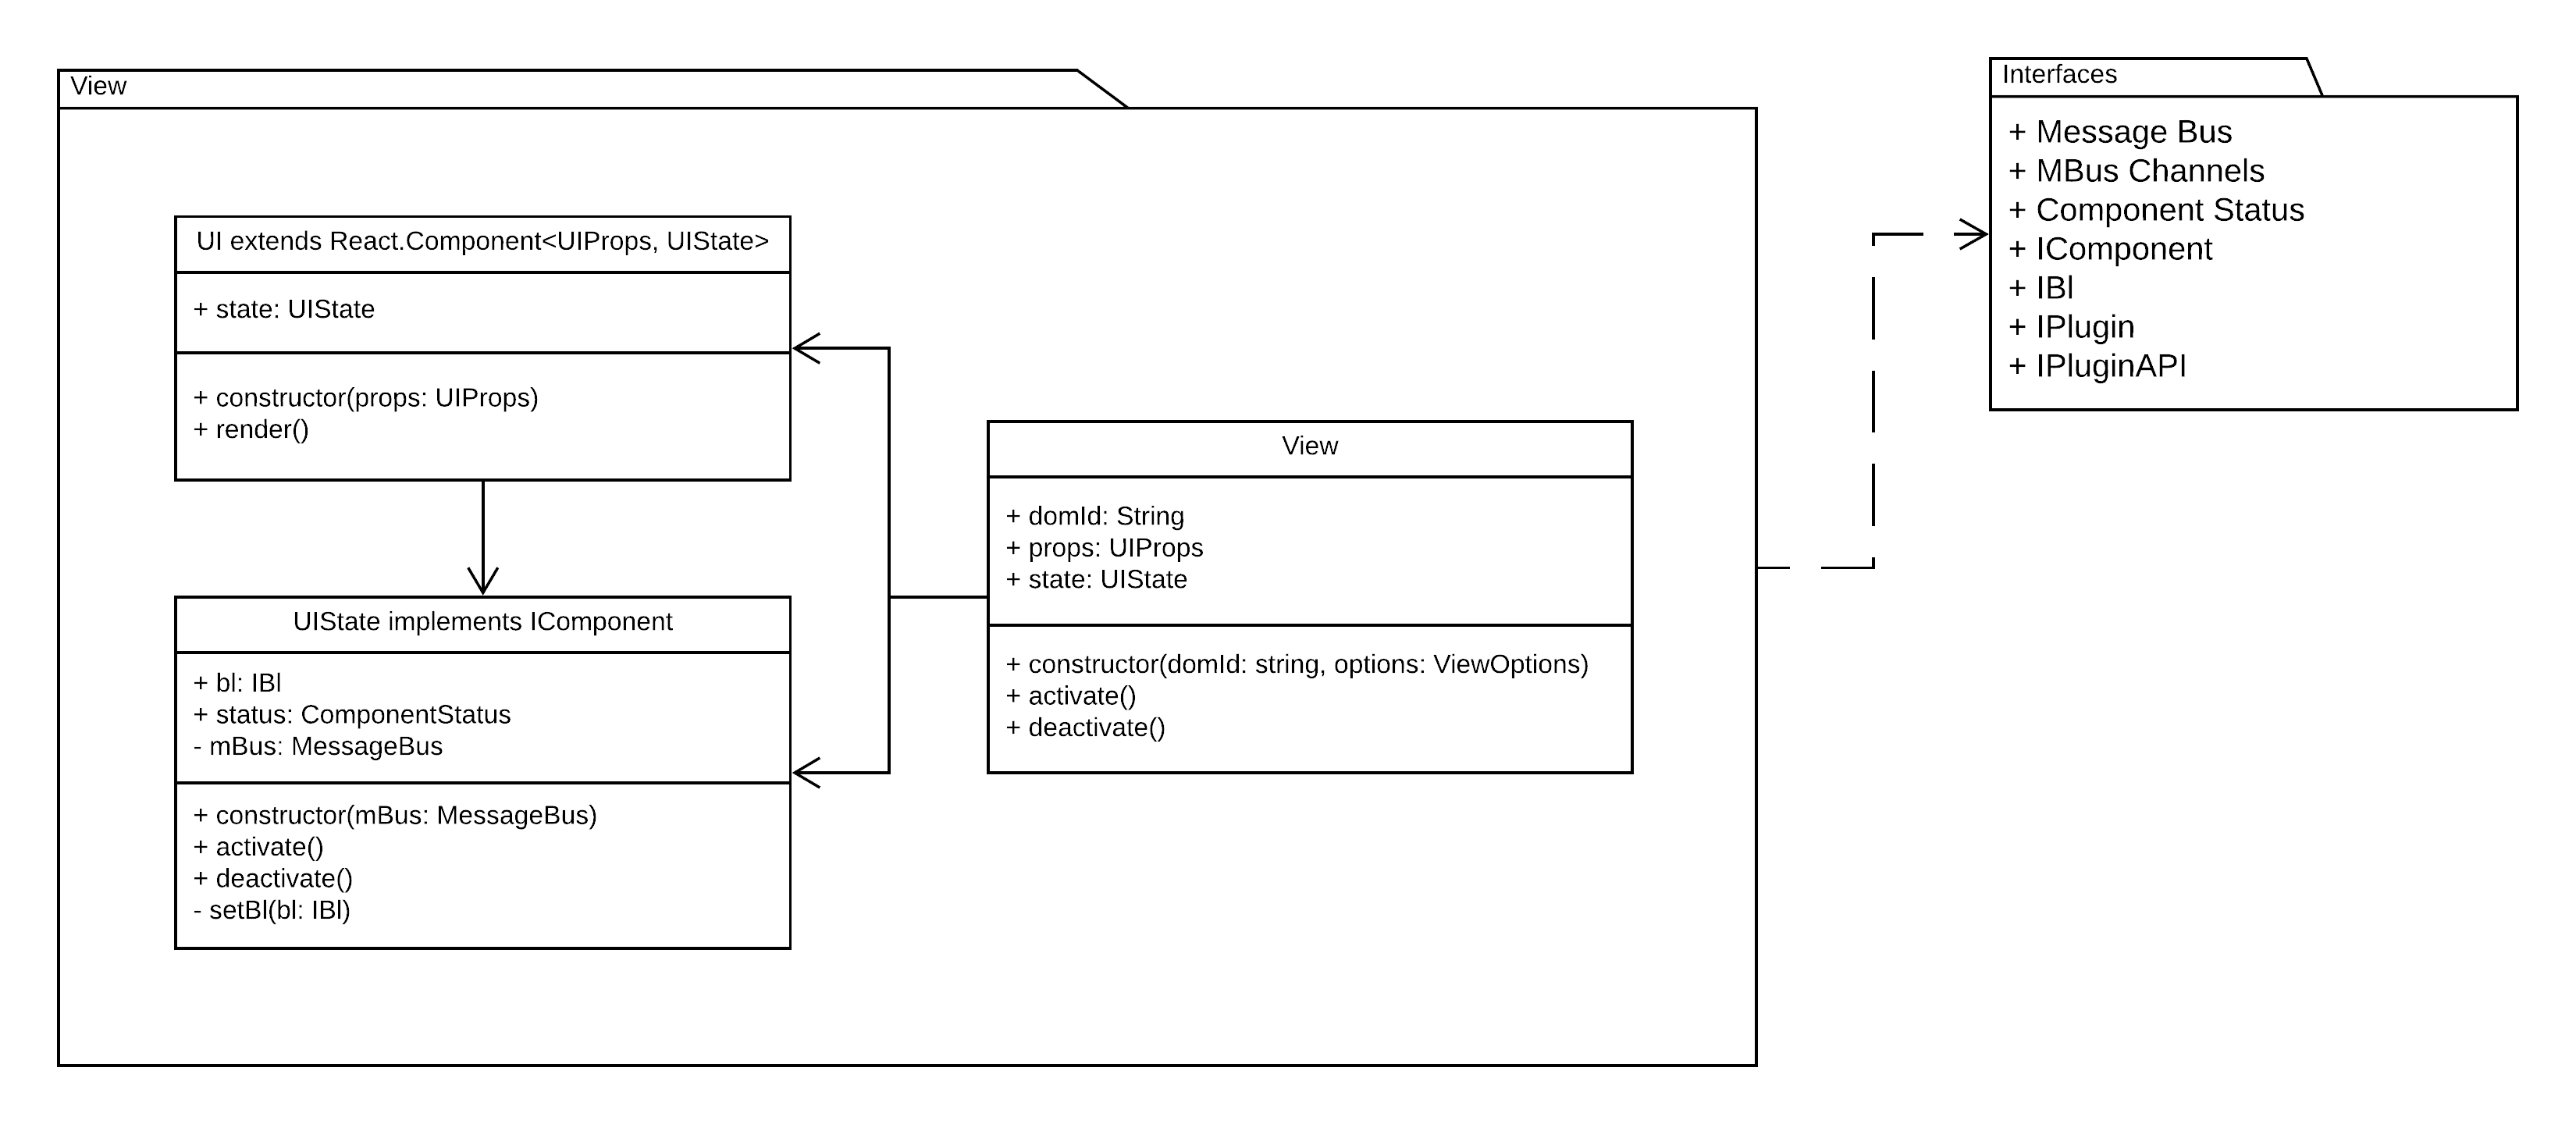 View
UI extends React.Component<UIProps, UIState>
+ state: UIState
+ constructor(props: UIProps)
+ render()
UIState implements IComponent
+ bl: IBl
+ status: ComponentStatus
- mBus: MessageBus
+ constructor(mBus: MessageBus)
+ activate()
+ deactivate()
- setBl(bl: IBl)
View
+ domId: String
+ props: UIProps
+ state: UIState
+ constructor(domId: string, options: ViewOptions)
+ activate()
+ deactivate()
Interfaces
+ Message Bus
+ MBus Channels
+ Component Status
+ IComponent
+ IBl
+ IPlugin
+ IPluginAPI